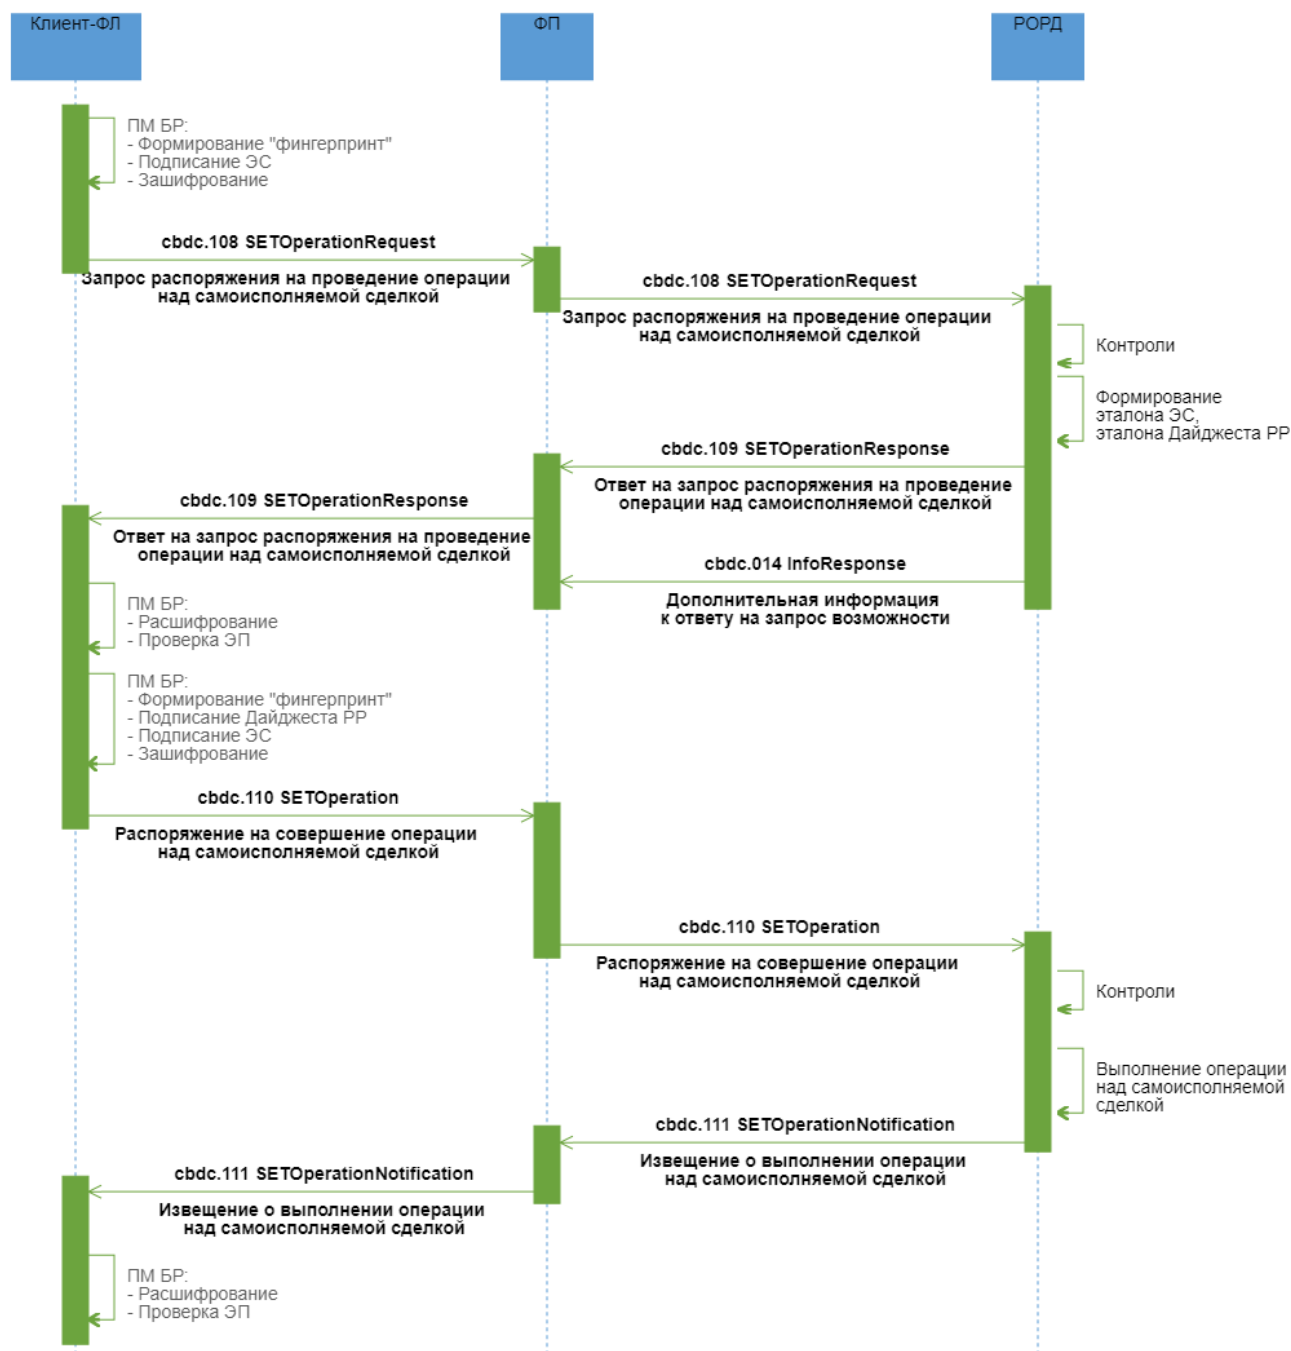 Клиент-ФЛ
ФП
РОРД
ПМ БР:
- Формирование "фингерпринт"
- Подписание ЭС
- Зашифрование
cbdc.108 SETOperationRequest
Запрос распоряжения на проведение операции
над самоисполняемой сделкой
cbdc.108 SETOperationRequest
Запрос распоряжения на проведение операции
над самоисполняемой сделкой
Контроли
Формирование
эталона ЭС,
эталона Дайджеста РР
cbdc.109 SETOperationResponse
Ответ на запрос распоряжения на проведение
операции над самоисполняемой сделкой
cbdc.109 SETOperationResponse
Ответ на запрос распоряжения на проведение
операции над самоисполняемой сделкой
cbdc.014 InfoResponse
Дополнительная информация
к ответу на запрос возможности
ПМ БР:
- Расшифрование
- Проверка ЭП
ПМ БР:
- Формирование "фингерпринт"
- Подписание Дайджеста РР
- Подписание ЭС
- Зашифрование
cbdc.110 SETOperation
Распоряжение на совершение операции
над самоисполняемой сделкой
cbdc.110 SETOperation
Распоряжение на совершение операции
над самоисполняемой сделкой
Контроли
Выполнение операции
над самоисполняемой
сделкой
cbdc.111 SETOperationNotification
Извещение о выполнении операции
над самоисполняемой сделкой
cbdc.111 SETOperationNotification
Извещение о выполнении операции
над самоисполняемой сделкой
ПМ БР:
- Расшифрование
- Проверка ЭП